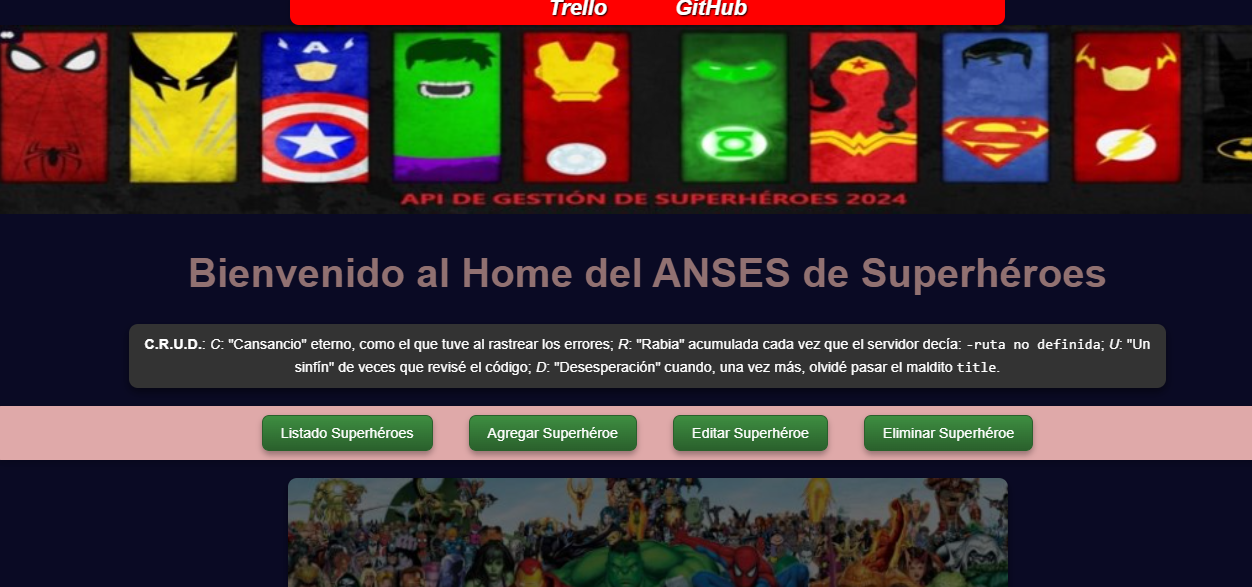 Trello GitHub
API DE GESTIÓN DE SUPERHÉROES 2024
Bienvenido al Home del ANSES de Superhéroes
C.R.U.D.: C: "Cansancio" eterno, como el que tuve al rastrear los errores; R: "Rabia" acumulada cada vez que el servidor decía: -ruta no definida; U: "Un
sinfín" de veces que revisé el código; D: "Desesperación" cuando, una vez más, olvidé pasar el maldito title.
Listado Superhéroes Agregar Superhéroe Editar Superhéroe Eliminar Superhéroe